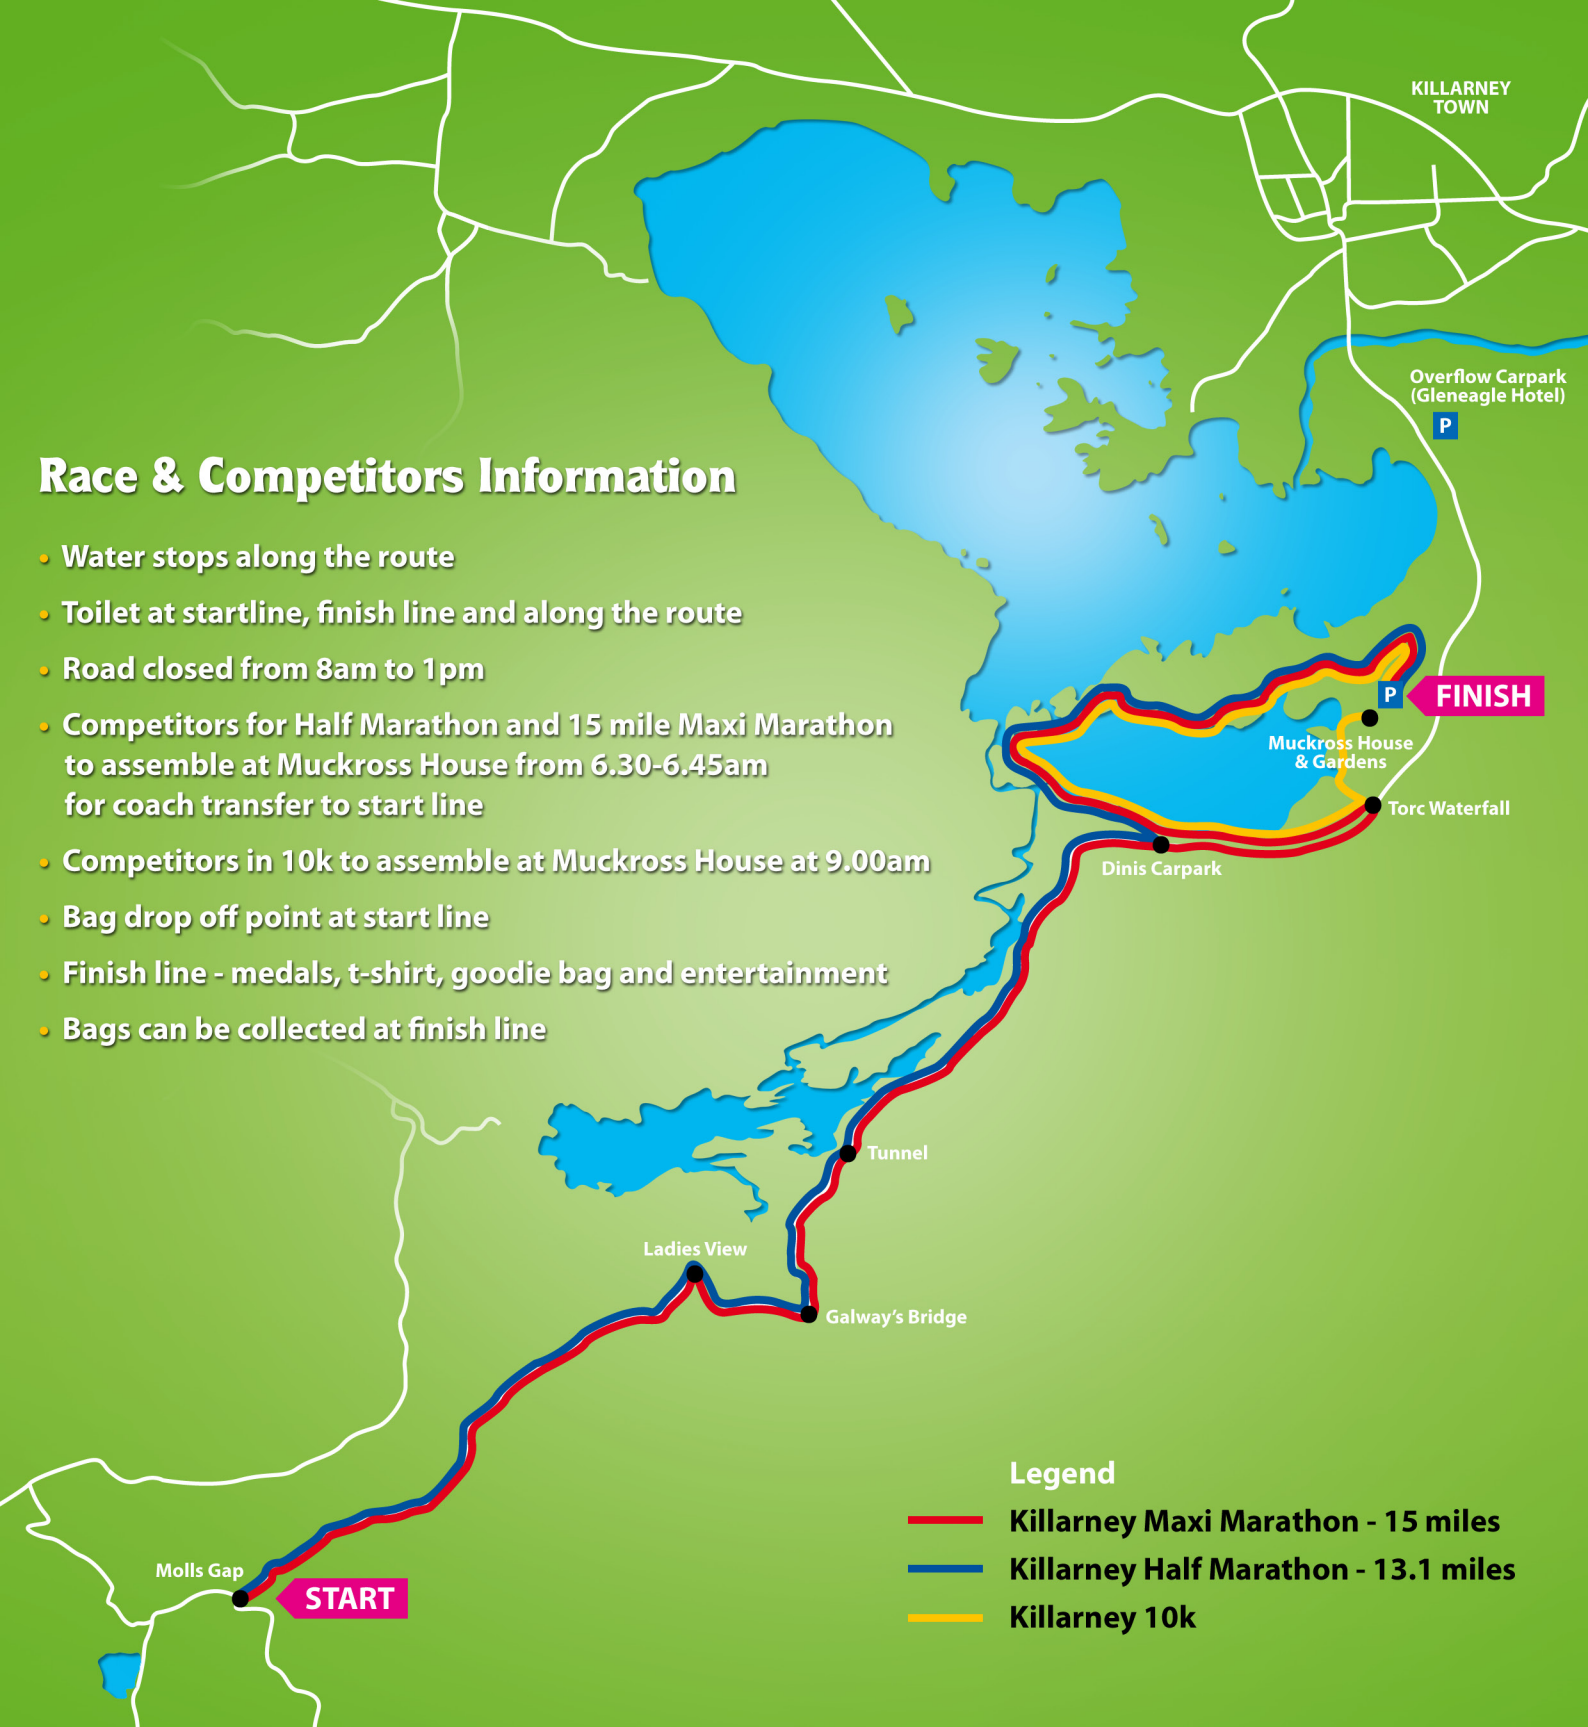 KILLARNEY
TOWN
Overflow Carpark
(Gleneagle Hotel)
P
Race & Competitors Information
• Water stops along the route
• Toilet at startline, finish line and along the route
• Road closed from 8am to 1pm
• Competitors for Half Marathon and 15 mile Maxi Marathon
to assemble at Muckross House from 6.30-6.45am
for coach transfer to start line
• Competitors in 10k to assemble at Muckross House at 9.00am
• Bag drop off point at start line
• Finish line - medals, t-shirt, goodie bag and entertainment
• Bags can be collected at finish line
P
FINISH
Muckross House
& Gardens
Torc Waterfall
Dinis Carpark
Tunnel
Ladies View
Galway’s Bridge
Molls Gap
START
Legend
Killarney Maxi Marathon - 15 miles
Killarney Half Marathon - 13.1 miles
Killarney 10k